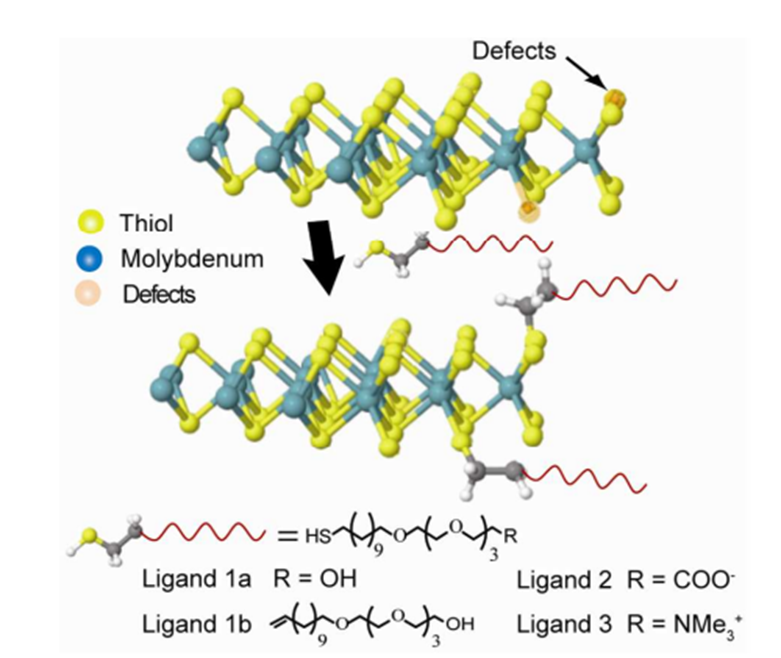 Defects
Thiol
Molybdenum
Defects
= HS 9 O O 3 R
Ligand 1a R = OH
Ligand 2 R = COO⁻
Ligand 1b 9 O O 3 OH
Ligand 3 R = NMe₃⁺